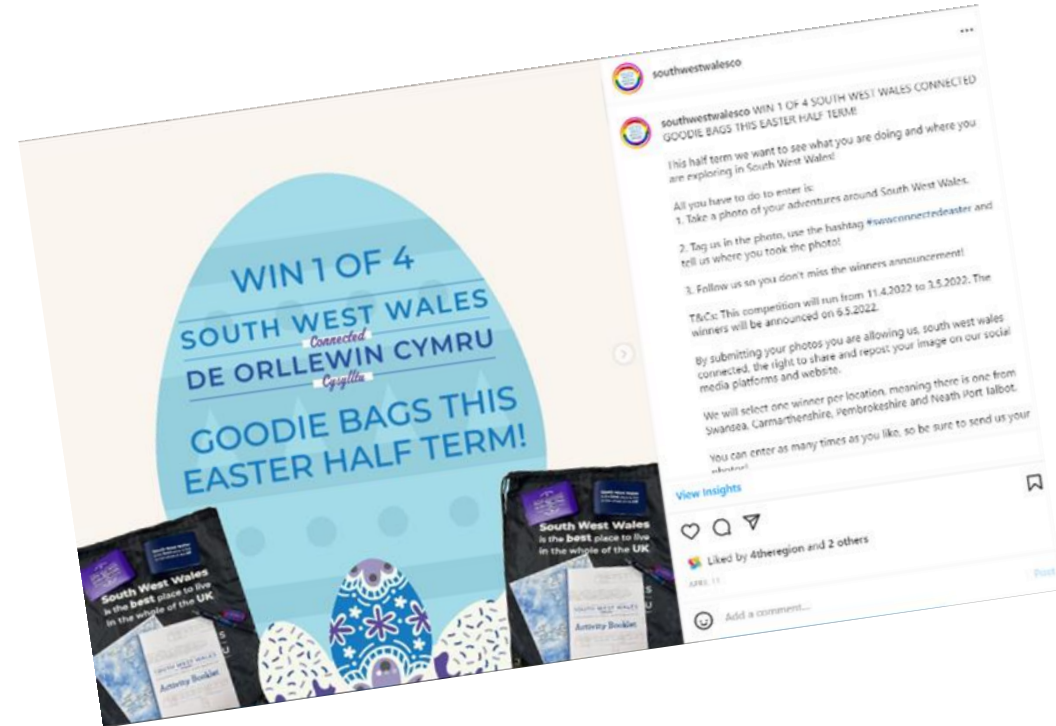 WIN 1 OF 4
SOUTH WEST WALES
Connected
DE ORLLEWIN CYMRU
Cysylltu
GOODIE BAGS THIS
EASTER HALF TERM!
South West Wales
is the best place to live
in the whole of the UK
SOUTH WEST WALES
Activity Booklet
South West Wales
is the best place to live
in the whole of the UK
SOUTH WEST WALES
Activity Booklet
southwestwalesco
southwestwalesco WIN 1 OF 4 SOUTH WEST WALES CONNECTED
GOODIE BAGS THIS EASTER HALF TERM!
This half term we want to see what you are doing and where you
are exploring in South West Wales!
All you have to do to enter is:
1. Take a photo of your adventures around South West Wales.
2. Tag us in the photo, use the hashtag #swwconnectedeaster and
tell us where you took the photo!
3. Follow us so you don't miss the winners announcement!
T&Cs: This competition will run from 11.4.2022 to 3.5.2022. The
winners will be announced on 6.5.2022.
By submitting your photos you are allowing us, south west wales
connected, the right to share and repost your image on our social
media platforms and website.
We will select one winner per location, meaning there is one from
Swansea, Carmarthenshire, Pembrokeshire and Neath Port Talbot.
You can enter as many times as you like, so be sure to send us your
photos!
View Insights
Liked by 4theregion and 2 others
APRIL 11
Add a comment...
Post